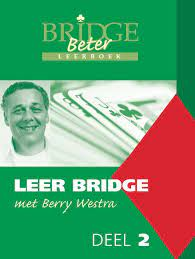 BRIDGE
Beter
LEERBOEK
LEER BRIDGE
met Berry Westra
DEEL 2